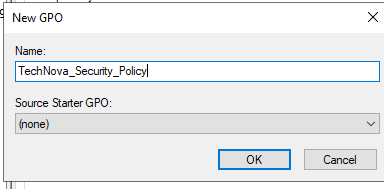 New GPO
Name:
TechNova_Security_Policy
Source Starter GPO:
(none)
OK
Cancel